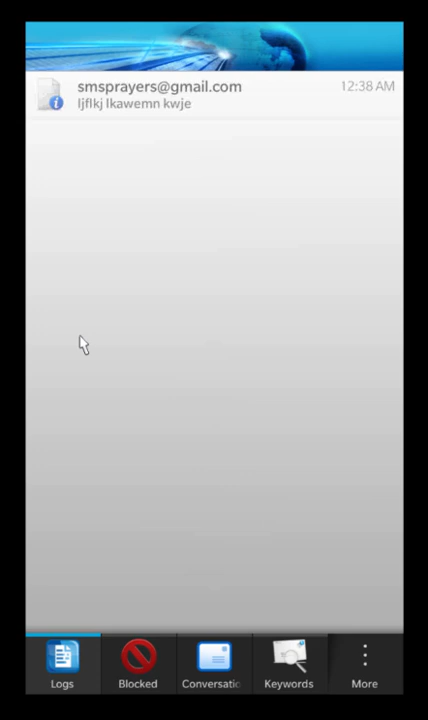 smsprayers@gmail.com
12:38 AM
ljflkj lkawemn kwje
Logs
Blocked
Conversatio
Keywords
More